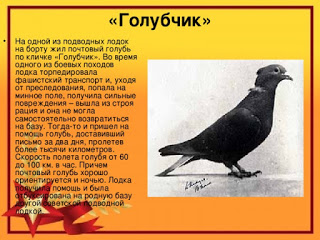 «Голубчик»
• На одной из подводных лодок
на борту жил почтовый голубь
по кличке «Голубчик». Во время
одного из боевых походов
лодка торпедировала
фашистский транспорт и, уходя
от преследования, попала на
минное поле, получила сильные
повреждения – вышла из строя
рация и она не могла
самостоятельно возвратиться
на базу. Тогда-то и пришел на
помощь голубь, доставивший
письмо за два дня, пролетев
более тысячи километров.
Скорость полета голубя от 60
до 100 км. в час. Причем
почтовый голубь хорошо
ориентируется и ночью. Лодка
получила помощь и была
отбуксирована на родную базу
другой советской подводной
лодкой.